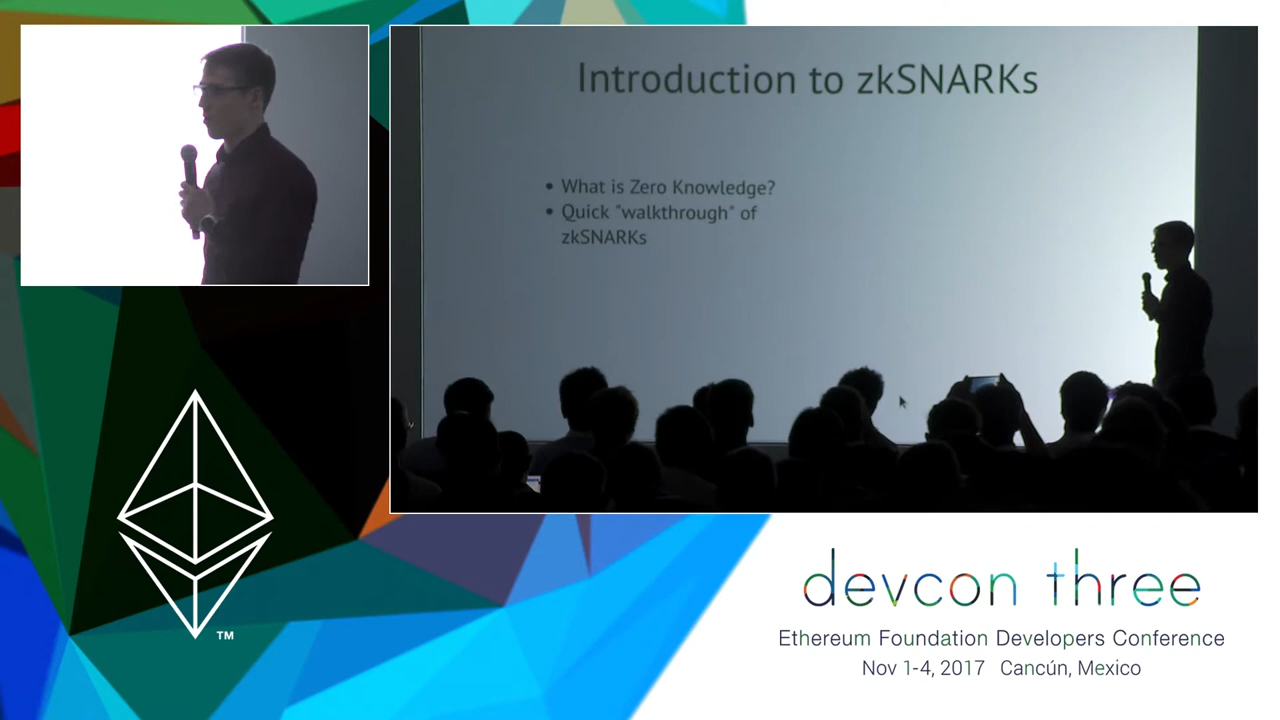 Introduction to zkSNARKs
• What is Zero Knowledge?
• Quick "walkthrough" of
zkSNARKs
TM
devcon three
Ethereum Foundation Developers Conference
Nov 1-4, 2017 Cancún, Mexico